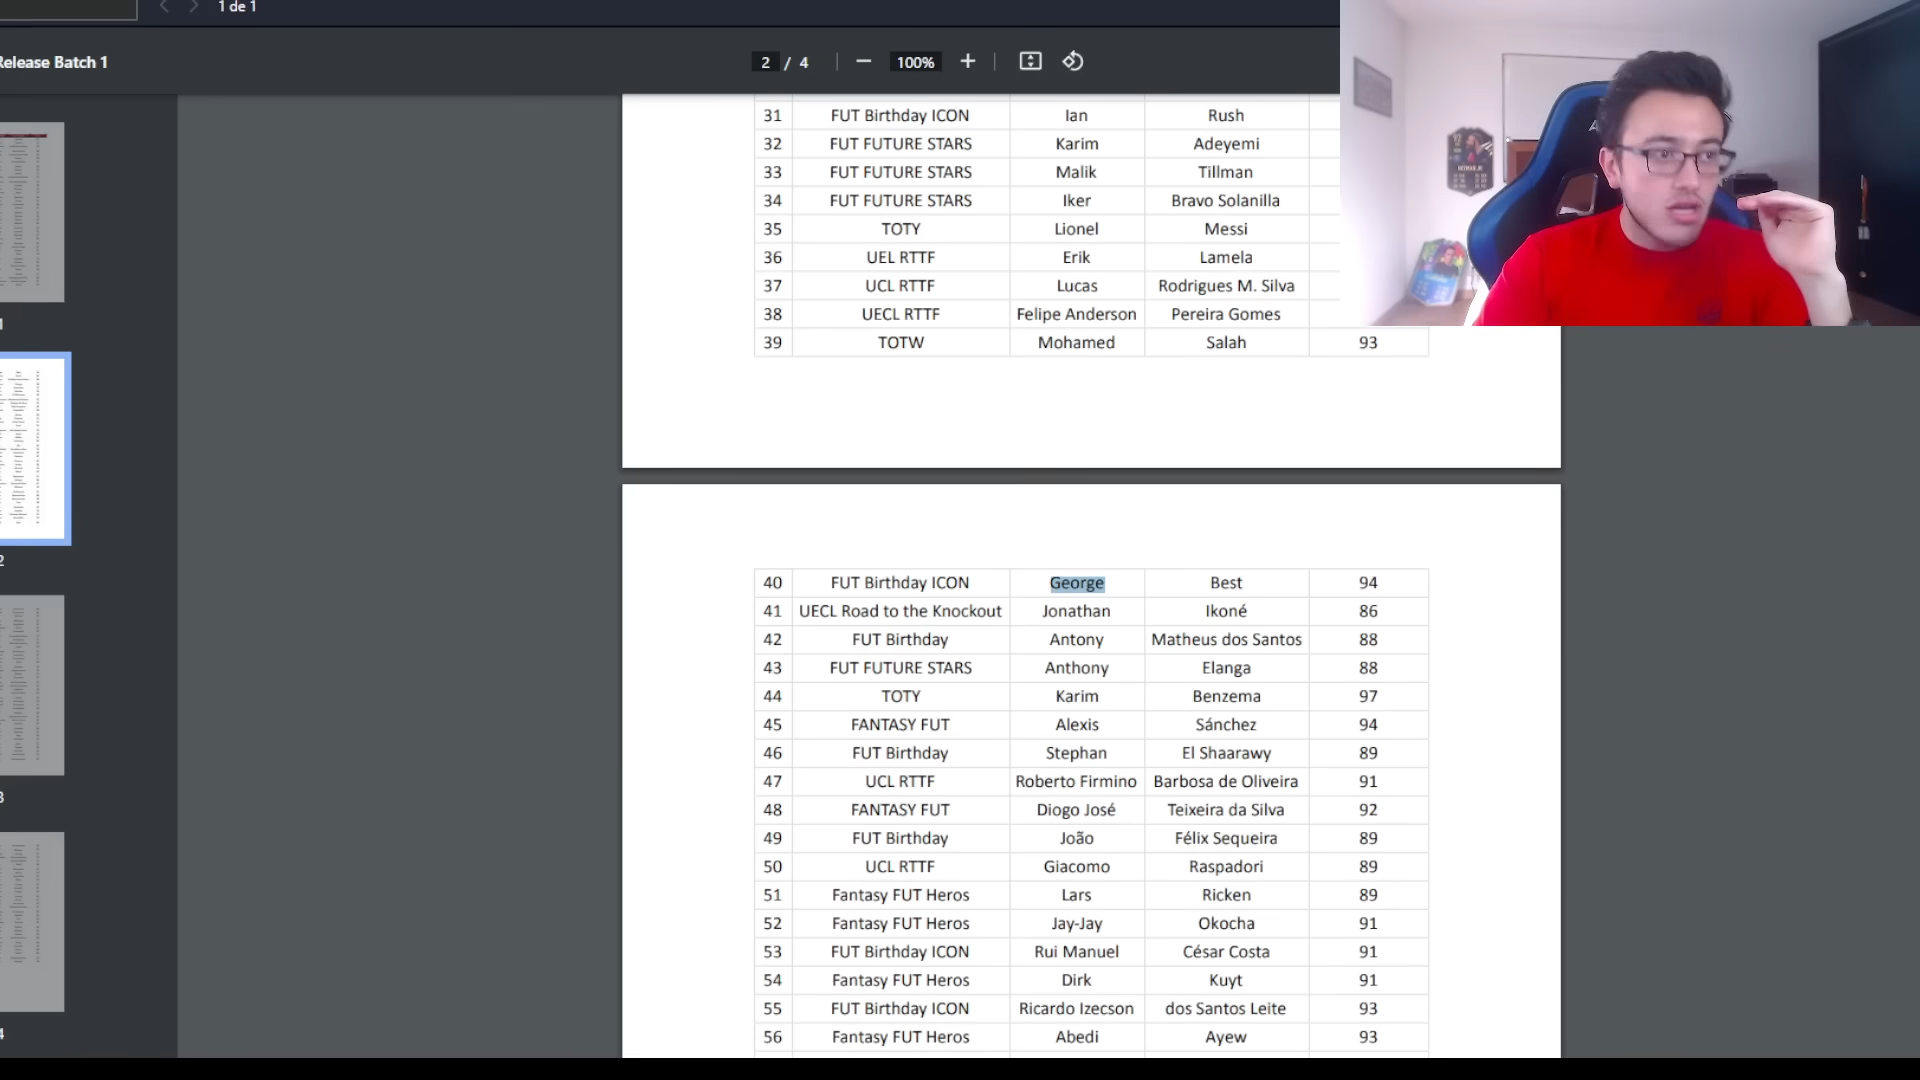 1 de 1
Release Batch 1
2 / 4 100%
31 FUT Birthday ICON Ian Rush
32 FUT FUTURE STARS Karim Adeyemi
33 FUT FUTURE STARS Malik Tillman
34 FUT FUTURE STARS Iker Bravo Solanilla
35 TOTY Lionel Messi
36 UEL RTTF Erik Lamela
37 UCL RTTF Lucas Rodrigues M. Silva
38 UECL RTTF Felipe Anderson Pereira Gomes
39 TOTW Mohamed Salah 93
40 FUT Birthday ICON George Best 94
41 UECL Road to the Knockout Jonathan Ikoné 86
42 FUT Birthday Antony Matheus dos Santos 88
43 FUT FUTURE STARS Anthony Elanga 88
44 TOTY Karim Benzema 97
45 FANTASY FUT Alexis Sánchez 94
46 FUT Birthday Stephan El Shaarawy 89
47 UCL RTTF Roberto Firmino Barbosa de Oliveira 91
48 FANTASY FUT Diogo José Teixeira da Silva 92
49 FUT Birthday João Félix Sequeira 89
50 UCL RTTF Giacomo Raspadori 89
51 Fantasy FUT Heros Lars Ricken 89
52 Fantasy FUT Heros Jay-Jay Okocha 91
53 FUT Birthday ICON Rui Manuel César Costa 91
54 Fantasy FUT Heros Dirk Kuyt 91
55 FUT Birthday ICON Ricardo Izecson dos Santos Leite 93
56 Fantasy FUT Heros Abedi Ayew 93
1
2
3
4